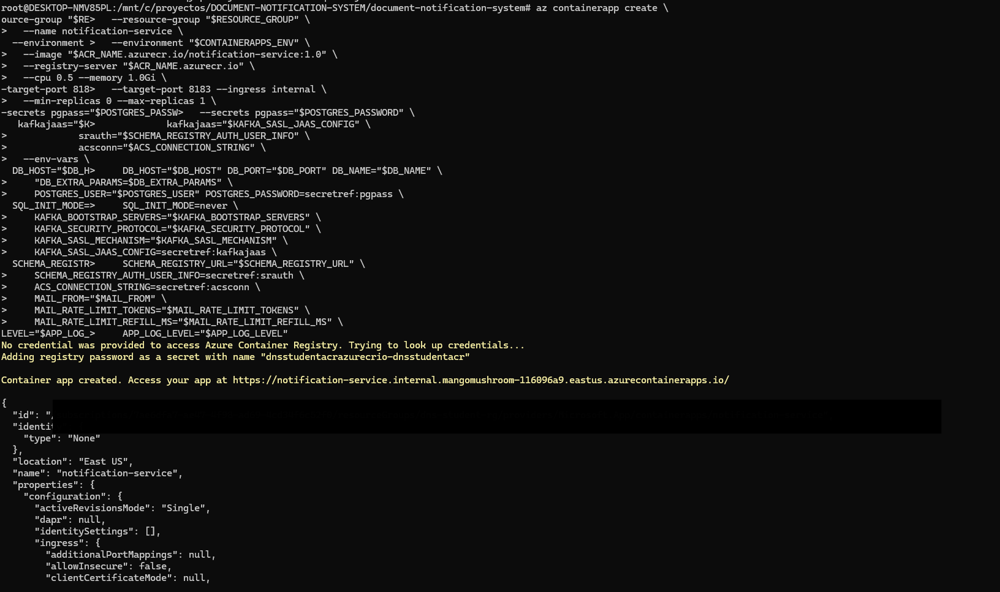 root@DESKTOP-NMV85PL:/mnt/c/proyectos/DOCUMENT-NOTIFICATION-SYSTEM/document-notification-system# az containerapp create \
ource-group "$RE>   --resource-group "$RESOURCE_GROUP" \
>   --name notification-service \
  --environment >   --environment "$CONTAINERAPPS_ENV" \
>   --image "$ACR_NAME.azurecr.io/notification-service:1.0" \
>   --registry-server "$ACR_NAME.azurecr.io" \
>   --cpu 0.5 --memory 1.0Gi \
-target-port 818>   --target-port 8183 --ingress internal \
>   --min-replicas 0 --max-replicas 1 \
-secrets pgpass="$POSTGRES_PASSW>   --secrets pgpass="$POSTGRES_PASSWORD" \
   kafkajaas="$K>             kafkajaas="$KAFKA_SASL_JAAS_CONFIG" \
>             srauth="$SCHEMA_REGISTRY_AUTH_USER_INFO" \
>             acsconn="$ACS_CONNECTION_STRING" \
>   --env-vars \
  DB_HOST="$DB_H>     DB_HOST="$DB_HOST" DB_PORT="$DB_PORT" DB_NAME="$DB_NAME" \
>     "DB_EXTRA_PARAMS=$DB_EXTRA_PARAMS" \
>     POSTGRES_USER="$POSTGRES_USER" POSTGRES_PASSWORD=secretref:pgpass \
  SQL_INIT_MODE=>     SQL_INIT_MODE=never \
>     KAFKA_BOOTSTRAP_SERVERS="$KAFKA_BOOTSTRAP_SERVERS" \
>     KAFKA_SECURITY_PROTOCOL="$KAFKA_SECURITY_PROTOCOL" \
>     KAFKA_SASL_MECHANISM="$KAFKA_SASL_MECHANISM" \
>     KAFKA_SASL_JAAS_CONFIG=secretref:kafkajaas \
  SCHEMA_REGISTR>     SCHEMA_REGISTRY_URL="$SCHEMA_REGISTRY_URL" \
>     SCHEMA_REGISTRY_AUTH_USER_INFO=secretref:srauth \
>     ACS_CONNECTION_STRING=secretref:acsconn \
>     MAIL_FROM="$MAIL_FROM" \
>     MAIL_RATE_LIMIT_TOKENS="$MAIL_RATE_LIMIT_TOKENS" \
>     MAIL_RATE_LIMIT_REFILL_MS="$MAIL_RATE_LIMIT_REFILL_MS" \
LEVEL="$APP_LOG_>     APP_LOG_LEVEL="$APP_LOG_LEVEL"
No credential was provided to access Azure Container Registry. Trying to look up credentials...
Adding registry password as a secret with name "dnsstudentacrazurecrio-dnsstudentacr"
Container app created. Access your app at https://notification-service.internal.mangomushroom-116096a9.eastus.azurecontainerapps.io/
{
  "id": "/
  "identit
    "type": "None"
  },
  "location": "East US",
  "name": "notification-service",
  "properties": {
    "configuration": {
      "activeRevisionsMode": "Single",
      "dapr": null,
      "identitySettings": [],
      "ingress": {
        "additionalPortMappings": null,
        "allowInsecure": false,
        "clientCertificateMode": null,